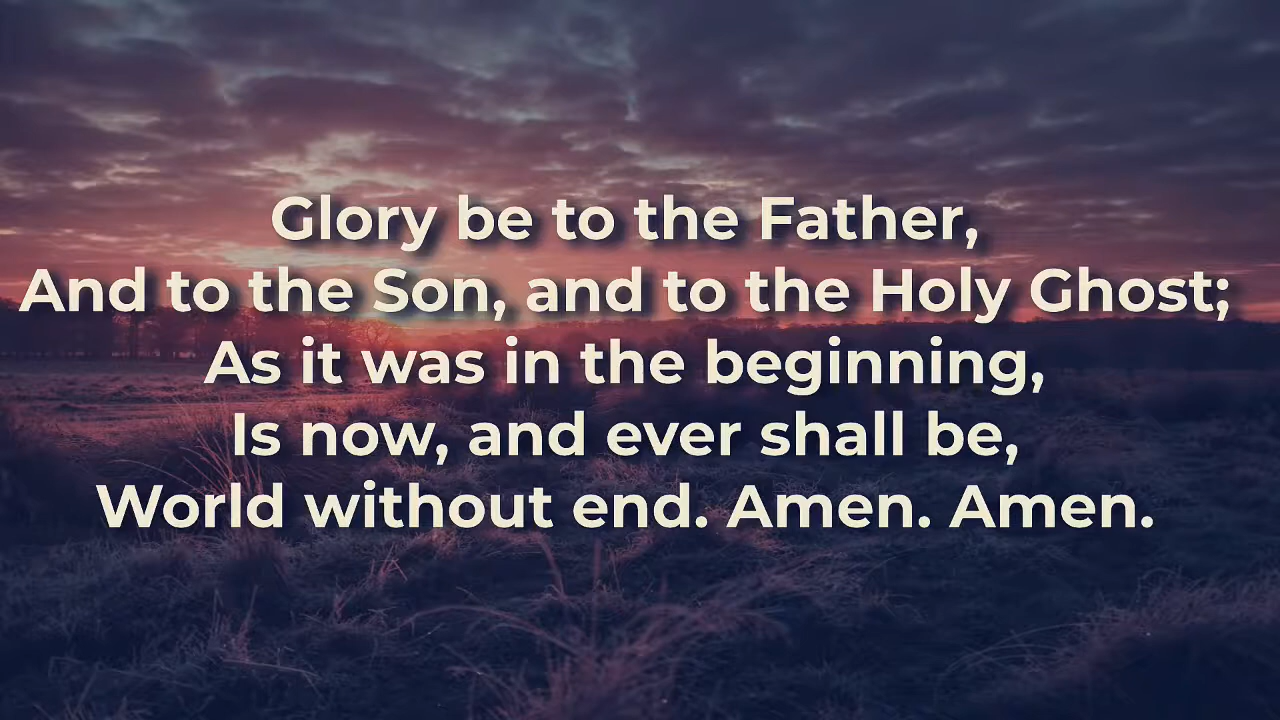 Glory be to the Father,
And to the Son, and to the Holy Ghost;
As it was in the beginning,
Is now, and ever shall be,
World without end. Amen. Amen.